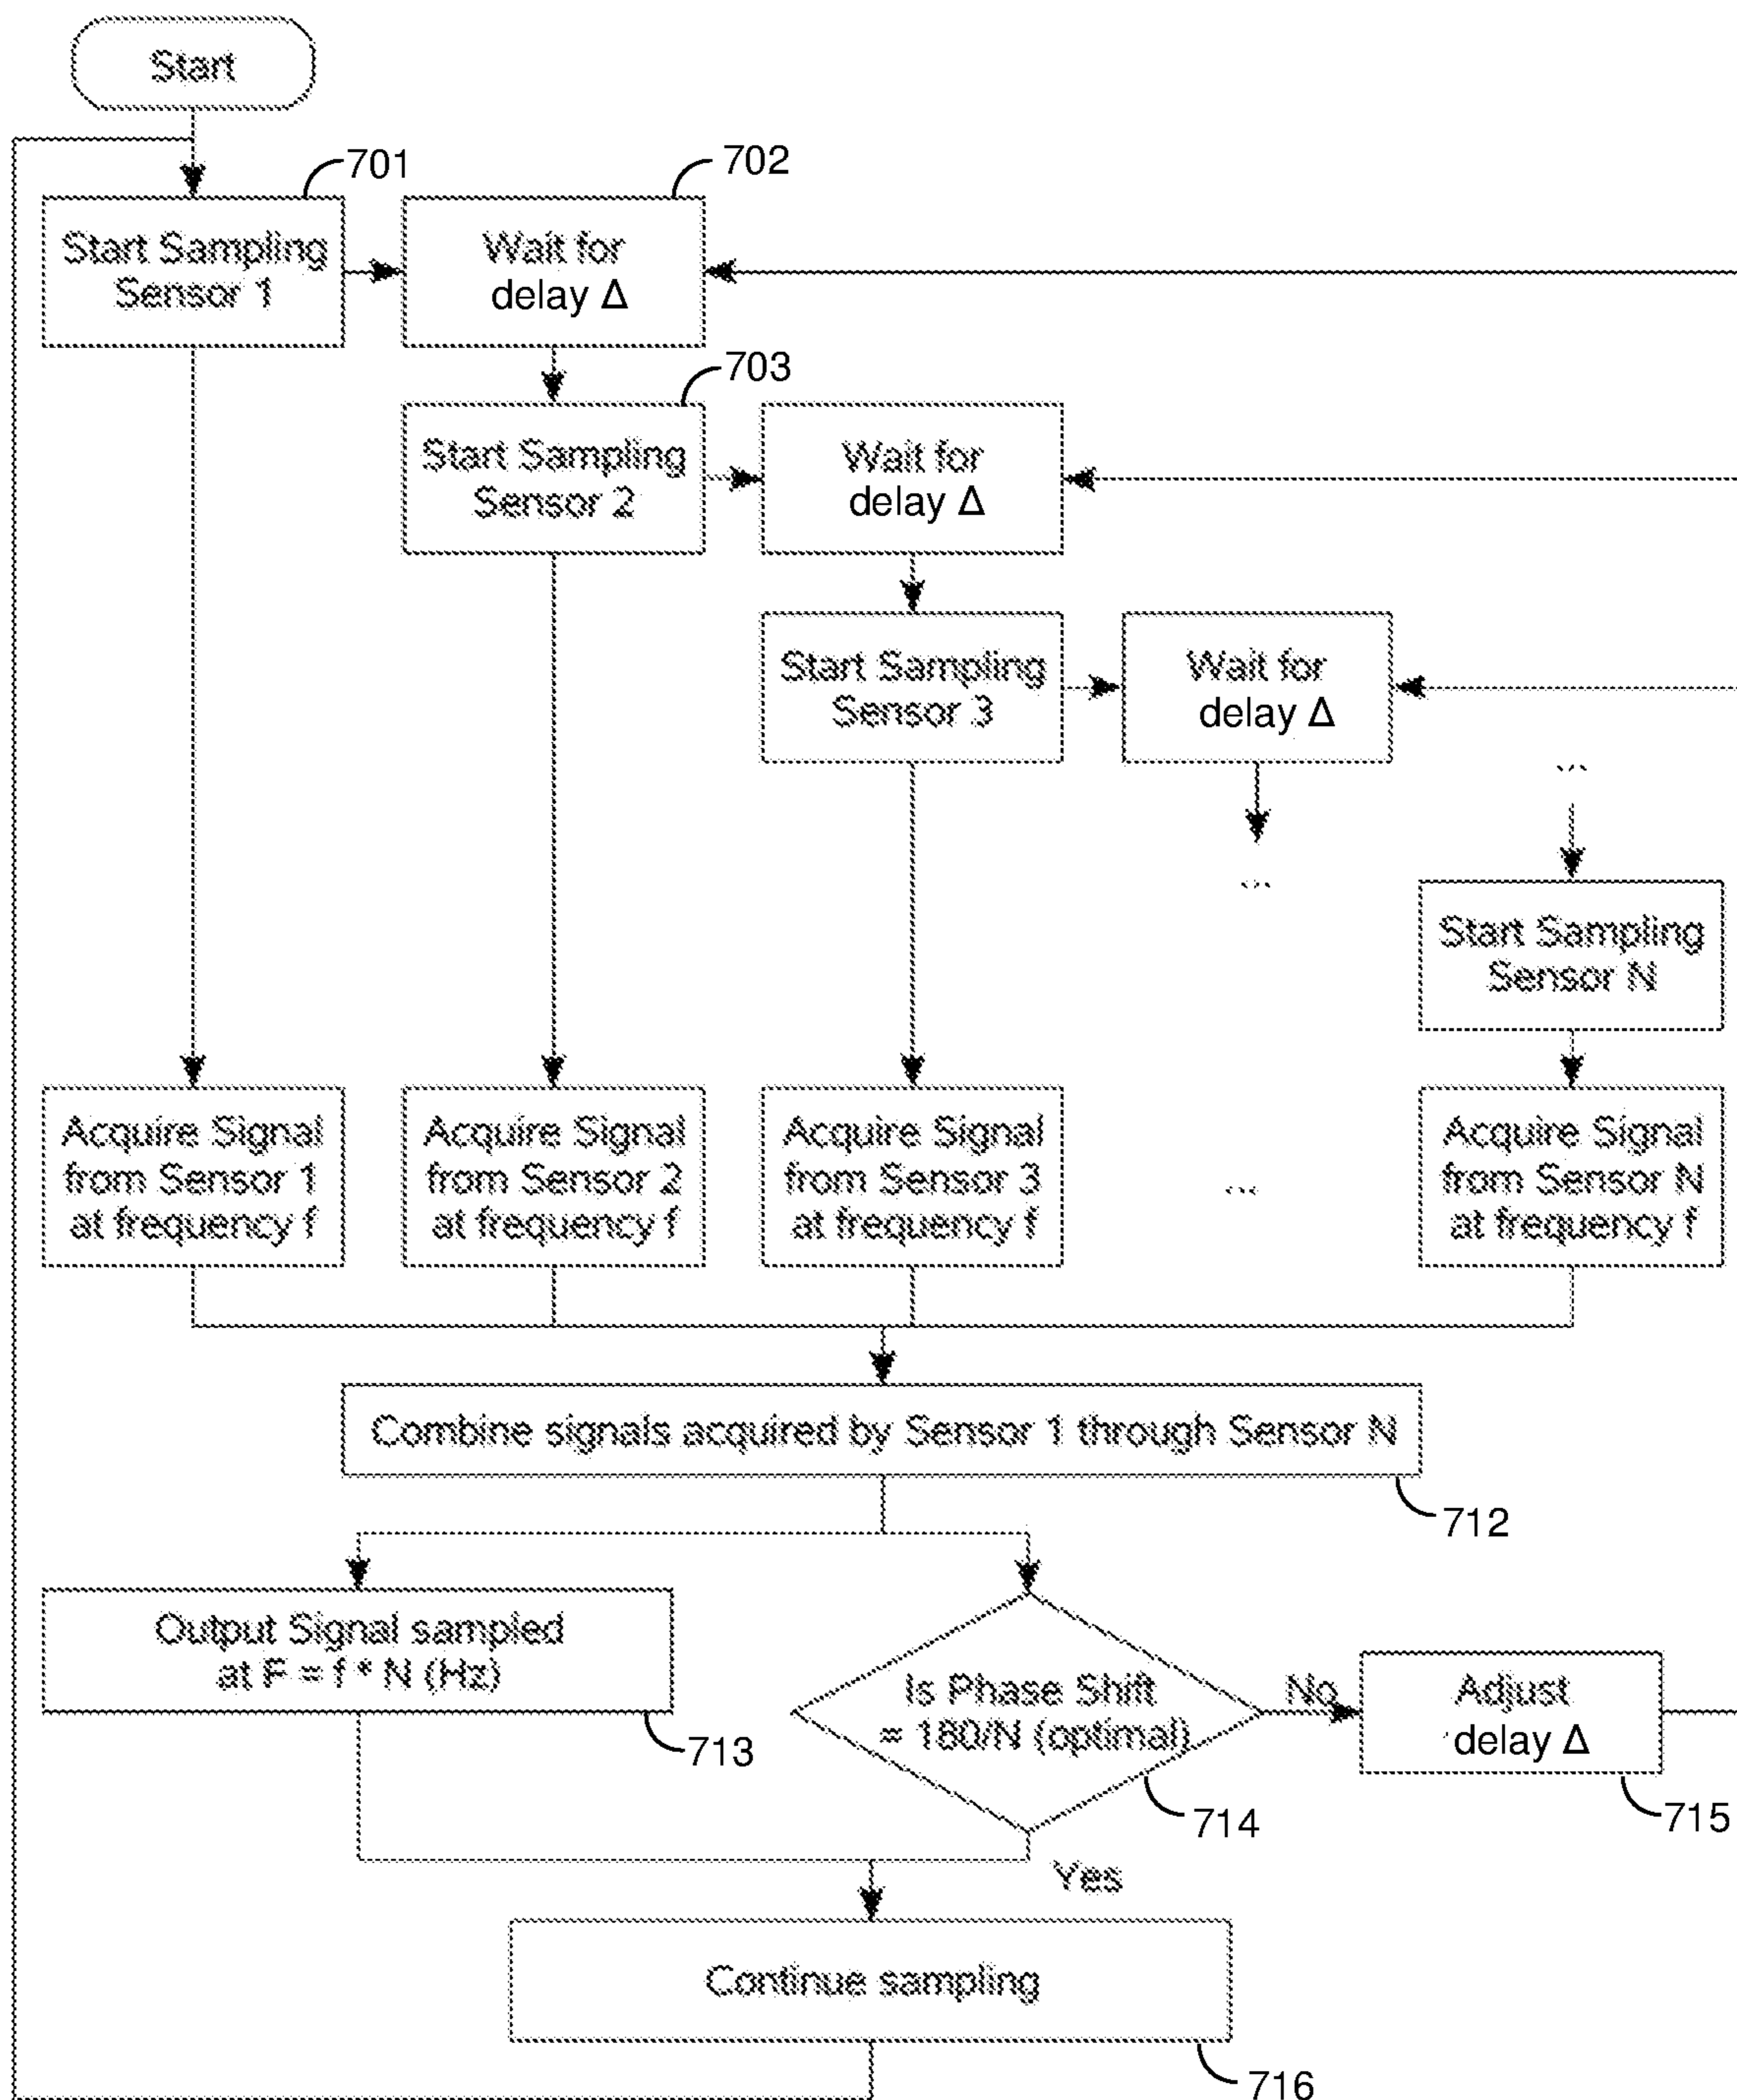 Start
701
702
Start Sampling
Sensor 1
Wait for
delay Δ
703
Start Sampling
Sensor 2
Wait for
delay Δ
Start Sampling
Sensor 3
Wait for
delay Δ
...
...
Start Sampling
Sensor N
Acquire Signal
from Sensor 1
at frequency f
Acquire Signal
from Sensor 2
at frequency f
Acquire Signal
from Sensor 3
at frequency f
...
Acquire Signal
from Sensor N
at frequency f
Combine signals acquired by Sensor 1 through Sensor N
712
Output Signal sampled
at F = f * N (Hz)
713
Is Phase Shift
= 180/N (optimal)
714
No
Adjust
delay Δ
715
Yes
Continue sampling
716